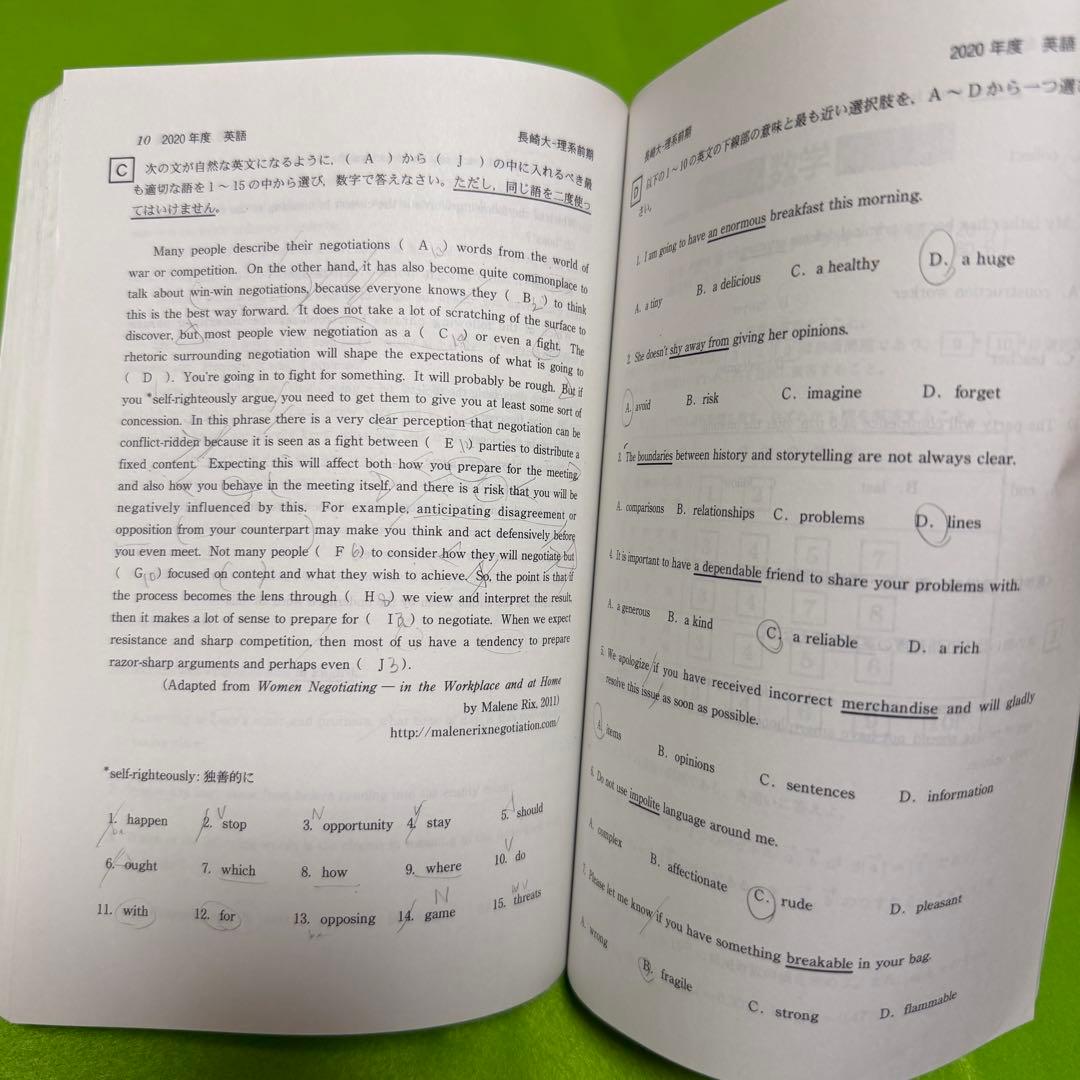 10 2020年度 英語
長崎大-理系前期
C 次の文が自然な英文になるように，( A )から( J )の中に入れるべき最
も適切な語を1～15の中から選び，数字で答えなさい。ただし，同じ語を二度使っ
てはいけません。
Many people describe their negotiations ( A ) words from the world of
war or competition. On the other hand, it has also become quite commonplace to
talk about win-win negotiations, because everyone knows they ( B ) to think
this is the best way forward. It does not take a lot of scratching of the surface to
discover, but most people view negotiation as a ( C ) or even a fight. The
rhetoric surrounding negotiation will shape the expectations of what is going to
( D ). You're going in to fight for something. It will probably be rough. But if
you *self-righteously argue, you need to get them to give you at least some sort of
concession. In this phrase there is a very clear perception that negotiation can be
conflict-ridden because it is seen as a fight between ( E ) parties to distribute a
fixed content. Expecting this will affect both how you prepare for the meeting
and also how you behave in the meeting itself, and there is a risk that you will be
negatively influenced by this. For example, anticipating disagreement or
opposition from your counterpart may make you think and act defensively before
you even meet. Not many people ( F ) to consider how they will negotiate but
( G ) focused on content and what they wish to achieve. So, the point is that if
the process becomes the lens through ( H ) we view and interpret the result,
then it makes a lot of sense to prepare for ( I ) to negotiate. When we expect
resistance and sharp competition, then most of us have a tendency to prepare
razor-sharp arguments and perhaps even ( J ).
(Adapted from Women Negotiating — in the Workplace and at Home
by Malene Rix, 2011)
http://malenerixnegotiation.com/
*self-righteously: 独善的に
1. happen 2. stop 3. opportunity 4. stay 5. should
6. ought 7. which 8. how 9. where 10. do
11. with 12. for 13. opposing 14. game 15. threats
2020年度 英語
長崎大-理系前期
D 以下の1～10の英文の下線部の意味と最も近い選択肢を，A～Dから一つ選び
さい。
1. I am going to have an enormous breakfast this morning.
A. a tiny B. a delicious C. a healthy D. a huge
2. She doesn't shy away from giving her opinions.
A. avoid B. risk C. imagine D. forget
3. The boundaries between history and storytelling are not always clear.
A. comparisons B. relationships C. problems D. lines
4. It is important to have a dependable friend to share your problems with.
A. a generous B. a kind C. a reliable D. a rich
5. We apologize if you have received incorrect merchandise and will gladly
resolve this issue as soon as possible.
A. items B. opinions C. sentences D. information
6. Do not use impolite language around me.
A. complex B. affectionate C. rude D. pleasant
7. Please let me know if you have something breakable in your bag.
A. wrong B. fragile C. strong D. flammable